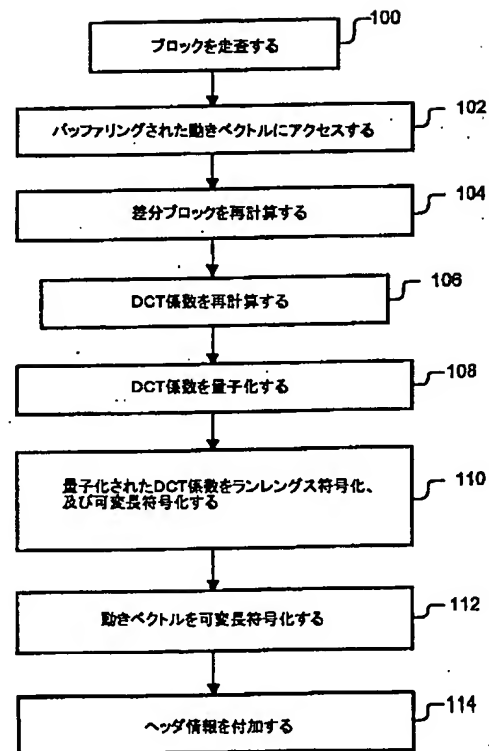 100
ブロックを走査する
102
バッファリングされた動きベクトルにアクセスする
104
差分ブロックを再計算する
106
DCT係数を再計算する
108
DCT係数を量子化する
110
量子化されたDCT係数をランレングス符号化、
及び可変長符号化する
112
動きベクトルを可変長符号化する
114
ヘッダ情報を付加する